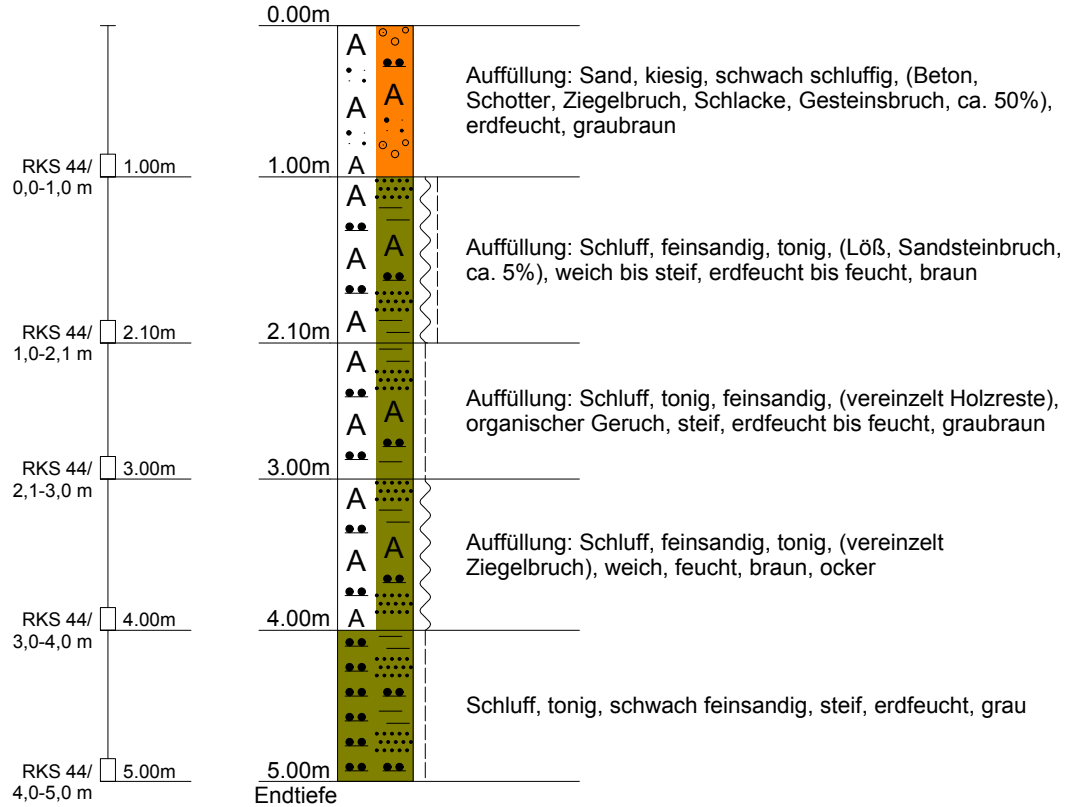 0.00m
A
A
A
A
Auffüllung: Sand, kiesig, schwach schluffig, (Beton,
Schotter, Ziegelbruch, Schlacke, Gesteinsbruch, ca. 50%),
erdfeucht, graubraun
RKS 44/
0,0-1,0 m
1.00m
1.00m
A
A
A
A
Auffüllung: Schluff, feinsandig, tonig, (Löß, Sandsteinbruch,
ca. 5%), weich bis steif, erdfeucht bis feucht, braun
RKS 44/
1,0-2,1 m
2.10m
2.10m
A
A
A
Auffüllung: Schluff, tonig, feinsandig, (vereinzelt Holzreste),
organischer Geruch, steif, erdfeucht bis feucht, graubraun
RKS 44/
2,1-3,0 m
3.00m
3.00m
A
A
A
A
Auffüllung: Schluff, feinsandig, tonig, (vereinzelt
Ziegelbruch), weich, feucht, braun, ocker
RKS 44/
3,0-4,0 m
4.00m
4.00m
Schluff, tonig, schwach feinsandig, steif, erdfeucht, grau
RKS 44/
4,0-5,0 m
5.00m
5.00m
Endtiefe